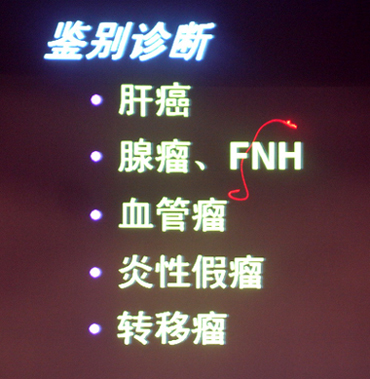 鉴别诊断
• 肝癌
• 腺瘤、FNH
• 血管瘤
• 炎性假瘤
• 转移瘤